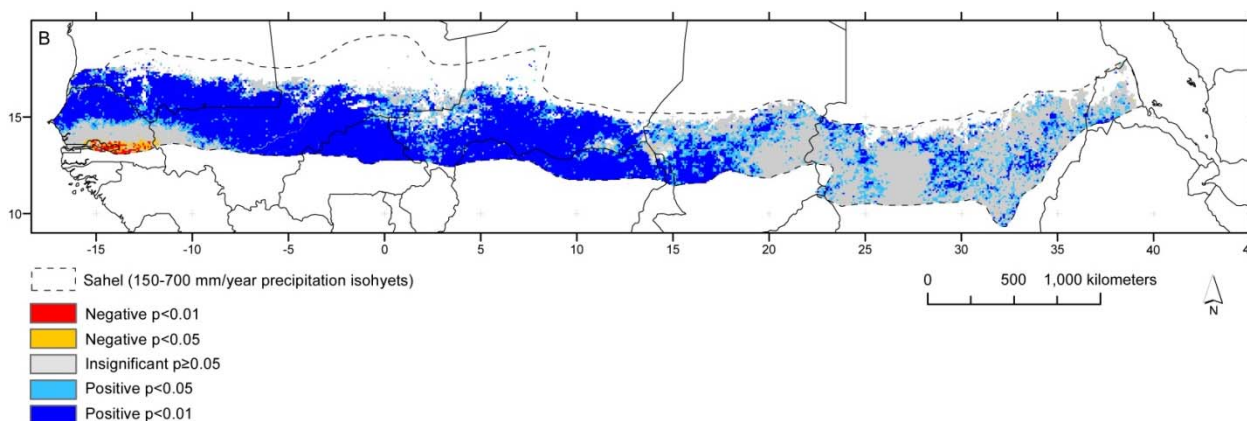 B
15
10
-15 -10 -5 0 5 10 15 20 25 30 35 40
Sahel (150-700 mm/year precipitation isohyets)
0 500 1,000 kilometers
Negative p<0.01
N
Negative p<0.05
Insignificant p≥0.05
Positive p<0.05
Positive p<0.01